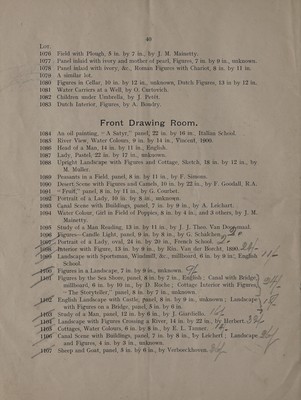 40
Lot.
1076 Field with Plough, 8 in. by 7 in., by J. M. Mainetty.
1077 Panel inlaid with ivory and mother of pearl, Figures, 7 in. by 9 in., unknown.
1078 Panel inlaid with ivory, &c., Roman Figures with Chariot, 8 in. by 11 in.
1079 A similar lot.
1080 Figures in Cellar, 10 in. by 12 in., unknown, Dutch Figures, 13 in by 12 in.
1081 Water Carriers at a Well, by O. Cartovich.
1082 Children under Umbrella, by J. Petit.
1083 Dutch Interior, Figures, by A. Boudry.
Front Drawing Room.
1084 An oil painting, "A Satyr," panel, 22 in. by 16 in., Italian School.
1085 River View, Water Colours, 9 in. by 14 in., Vincent, 1900.
1086 Head of a Man, 14 in. by 11 in., English.
1087 Lady, Pastel, 22 in. by 12 in., unknown.
1088 Upright Landscape with Figures and Cottage, Sketch, 18 in. by 12 in., by
M. Muller.
1089 Peasants in a Field, panel, 8 in. by 11 in., by F. Simons.
1090 Desert Scene with Figures and Camels, 10 in. by 22 in., by F. Goodall, R.A.
1091 "Fruit," panel, 8 in. by 11 in., by G. Courbet.
1092 Portrait of a Lady, 10 in. by 8 in., unknown.
1093 Canal Scene with Buildings, panel, 7 in. by 9 in., by A. Leichert.
1094 Water Colour, Girl in Field of Poppies, 8 in. by 4 in., and 3 others, by J. M.
Mainetty.
1095 Study of a Man Reading, 13 in. by 11 in., by J. J. Thos. Van Dogerwaal.
1096 Figures—Candle Light, panel, 9 in. by 8 in., by G. Schalcken.
1097 Portrait of a Lady, oval, 24 in. by 20 in., French School.
1098 Interior with Figures, 13 in. by 9 in., by Rin. Van der Borcht, 1690.
1099 Landscape with Sportsman, Windmill, &c., millboard, 6 in. by 9 in., English
School.
1100 Figures in a Landscape, 7 in. by 9 in., unknown.
1101 Figures by the Sea Shore, panel, 8 in. by 7 in., English; Canal with Bridge,
millboard, 6 in. by 10 in., by D. Roche; Cottage Interior with Figures,
"The Storyteller," panel, 8 in. by 7 in., unknown.
1102 English Landscape with Castle, panel, 8 in. by 9 in., unknown; Landscape
with Figures on a Bridge, panel, 5 in. by 6 in.
1103 Study of a Man, panel, 12 in. by 6 in., by J. Giardiello.
1104 Landscape with Figures Crossing a River, 14 in. by 22 in., by Herbert.
1105 Cottages, Water Colours, 6 in. by 8 in., by E. L. Tanner.
1106 Canal Scene with Buildings, panel, 7 in. by 8 in., by Leichert; Landscape
and Figures, 4 in. by 3 in., unknown.
1107 Sheep and Goat, panel, 8 in. by 6 in., by Verboeckhoven.